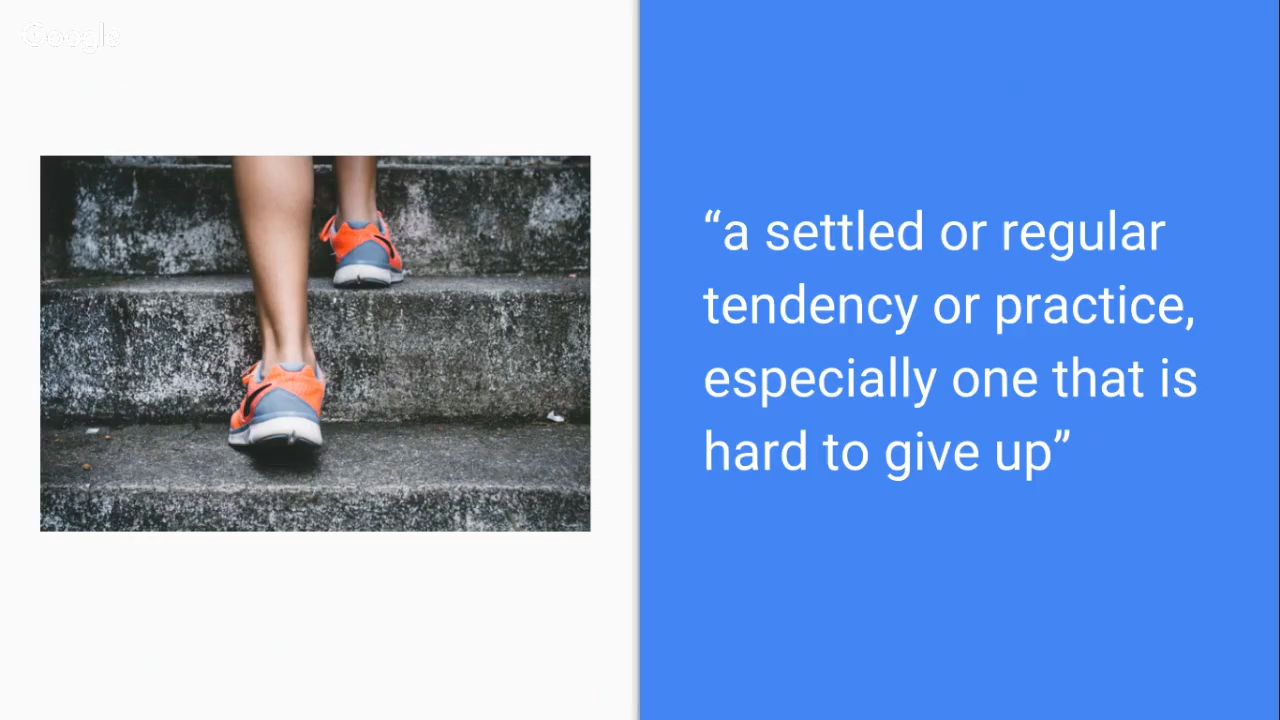 Google
“a settled or regular
tendency or practice,
especially one that is
hard to give up”